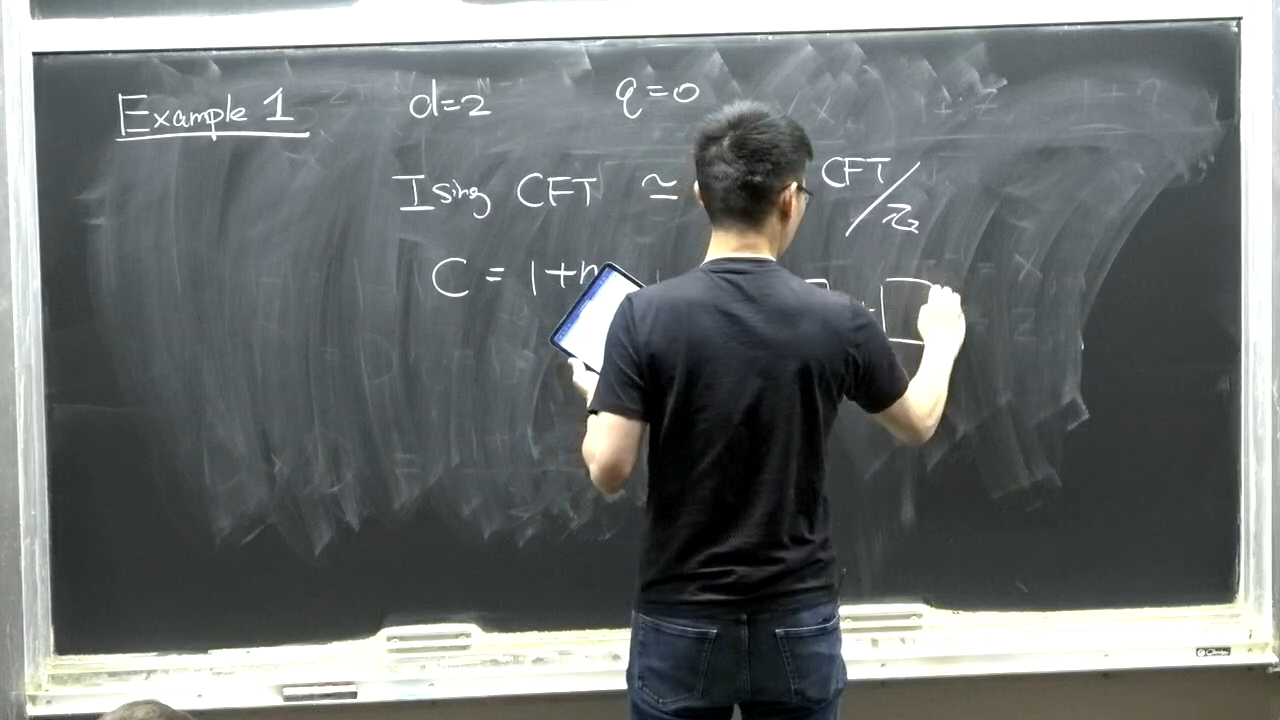 Example 1 d=2 q=0
Ising CFT ≃ CFT/ℤ₂
C = 1+η